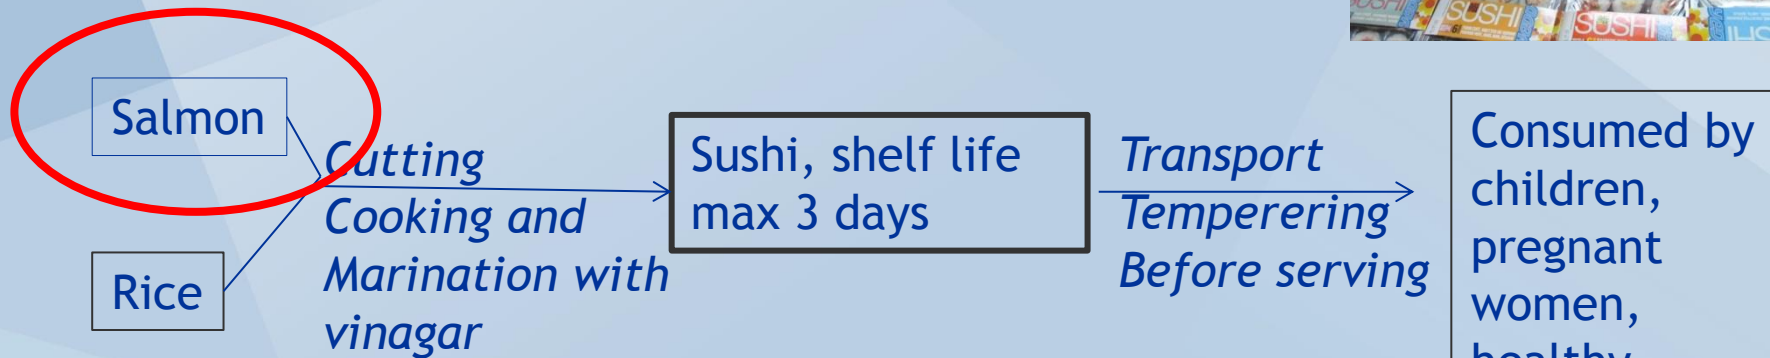 SUSHI
SUSHI
Salmon
Rice
Cutting
Cooking and
Marination with
vinagar
Sushi, shelf life
max 3 days
Transport
Temperering
Before serving
Consumed by
children,
pregnant
women,
healthy